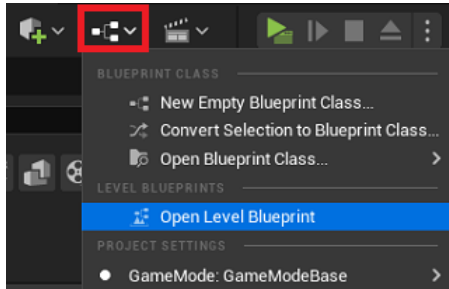 BLUEPRINT CLASS
New Empty Blueprint Class...
Convert Selection to Blueprint Class...
Open Blueprint Class...
LEVEL BLUEPRINTS
Open Level Blueprint
PROJECT SETTINGS
GameMode: GameModeBase